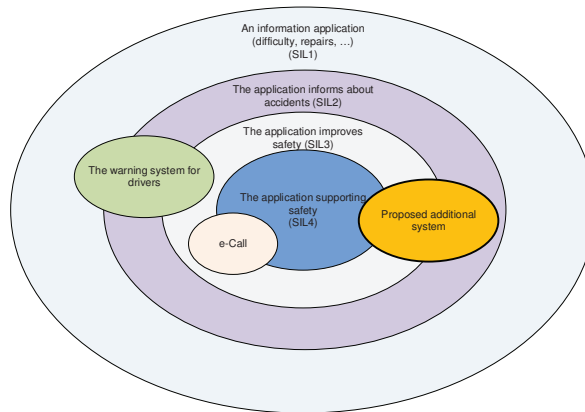 An information application
(difficulty, repairs, …)
(SIL1)
The application informs about
accidents (SIL2)
The application improves
safety (SIL3)
The warning system for
drivers
The application supporting
safety
(SIL4)
Proposed additional
system
e-Call